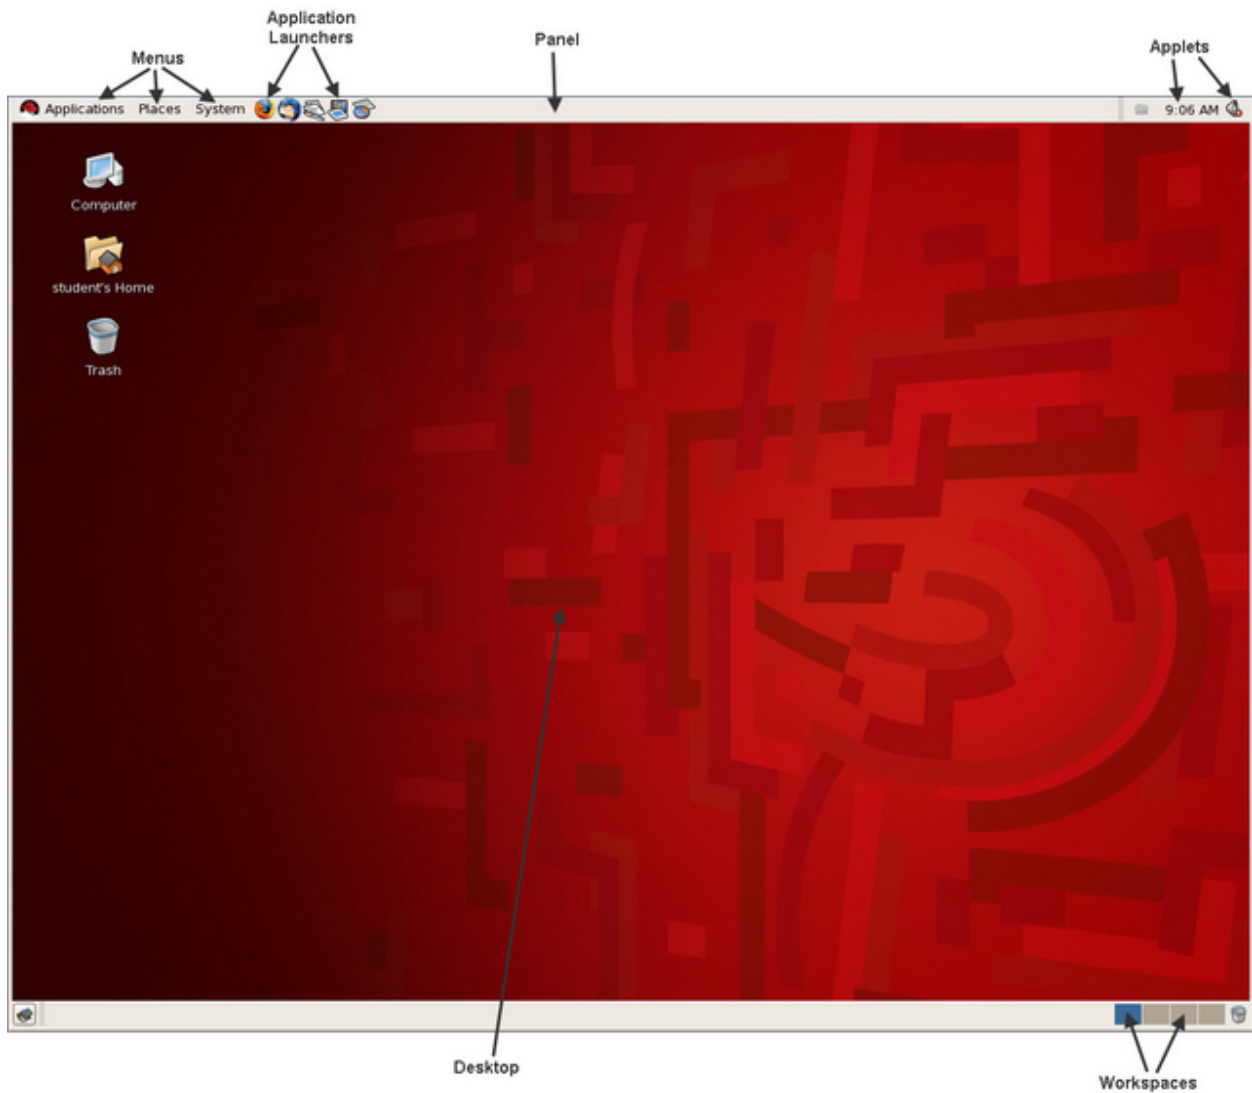 Application
Launchers
Panel
Applets
Menus
Applications Places System
9:06 AM
Computer
student's Home
Trash
Desktop
Workspaces